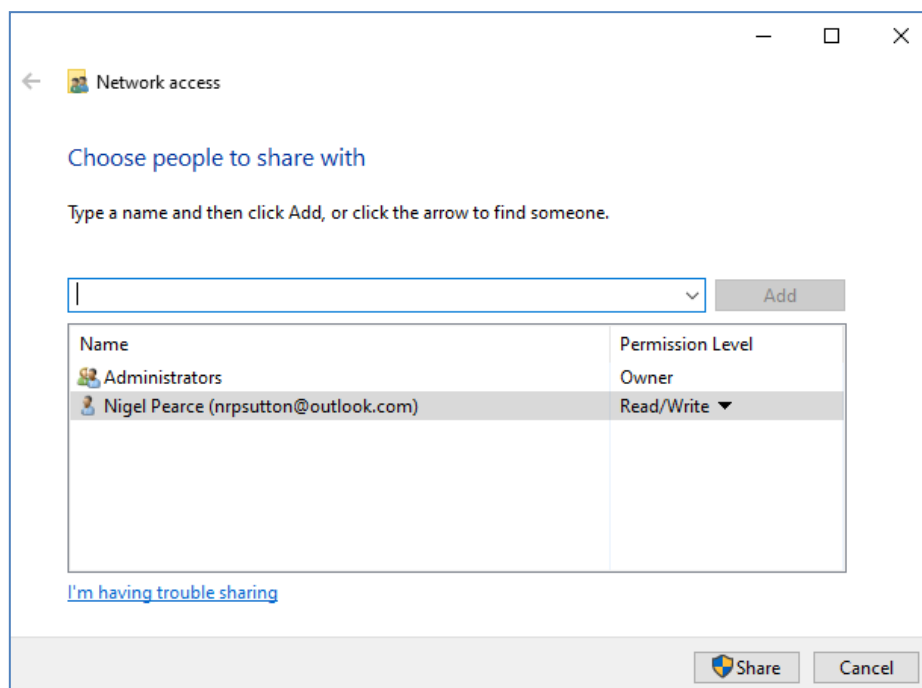 Network access
Choose people to share with
Type a name and then click Add, or click the arrow to find someone.
Add
Name Permission Level
Administrators Owner
Nigel Pearce (nrpsutton@outlook.com) Read/Write
I'm having trouble sharing
Share Cancel